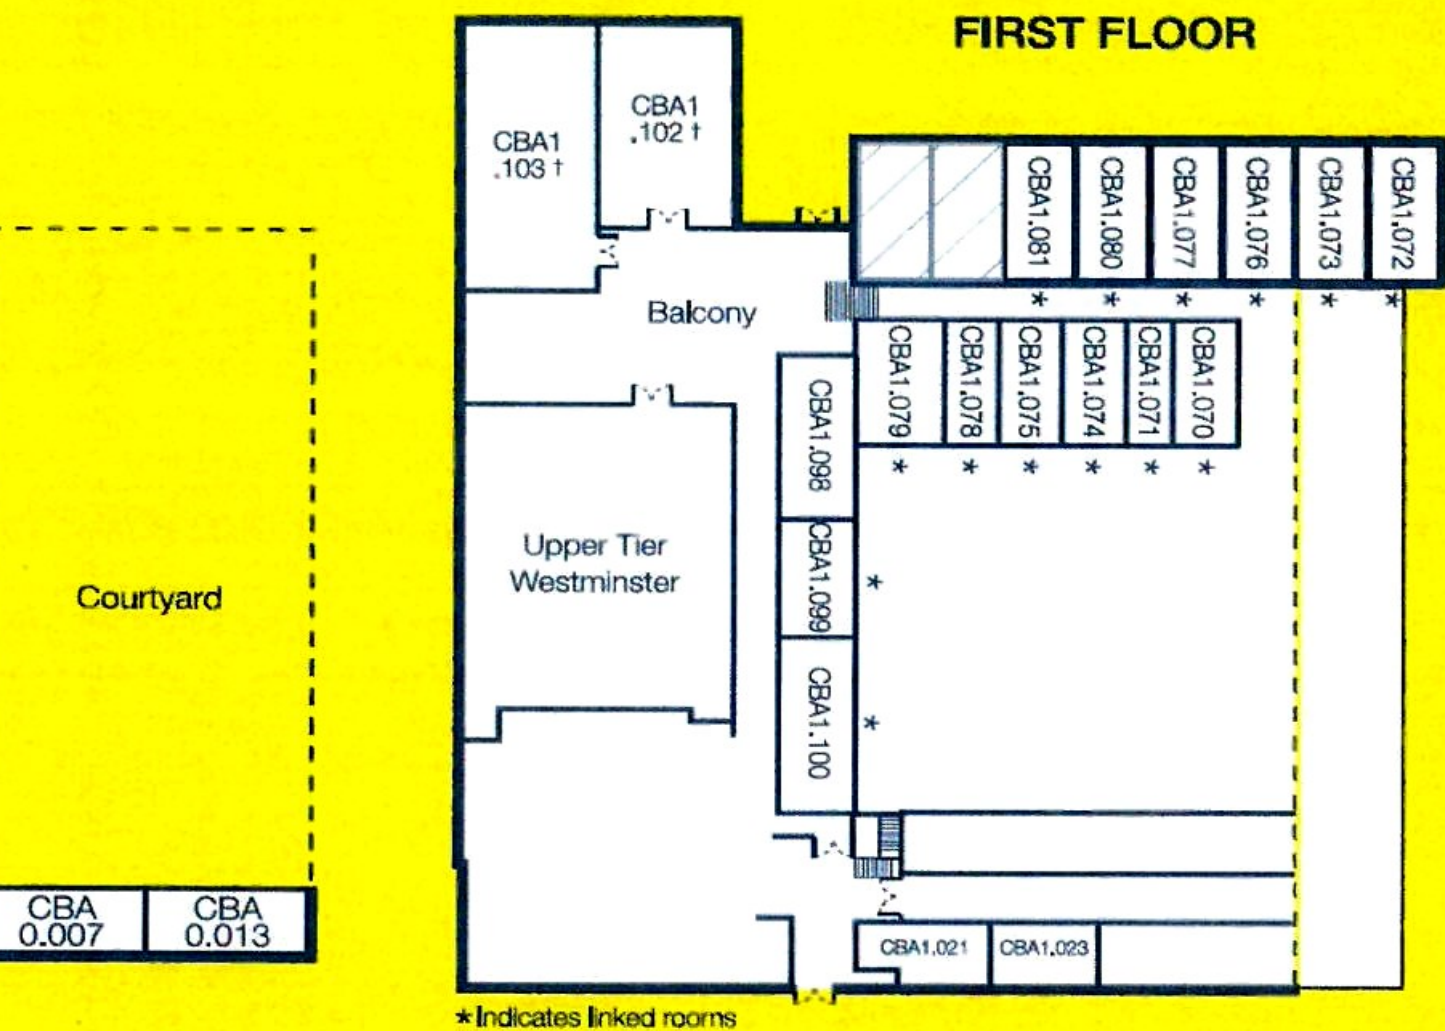 FIRST FLOOR
CBA1
.103 †
CBA1
.102 †
CBA1.081
CBA1.080
CBA1.077
CBA1.076
CBA1.073
CBA1.072
* * * * * *
Balcony
CBA1.079
CBA1.078
CBA1.075
CBA1.074
CBA1.071
CBA1.070
* * * * * *
CBA1.098
Upper Tier
Westminster
CBA1.099
*
CBA1.100
*
Courtyard
CBA
0.007
CBA
0.013
CBA1.021
CBA1.023
* Indicates linked rooms